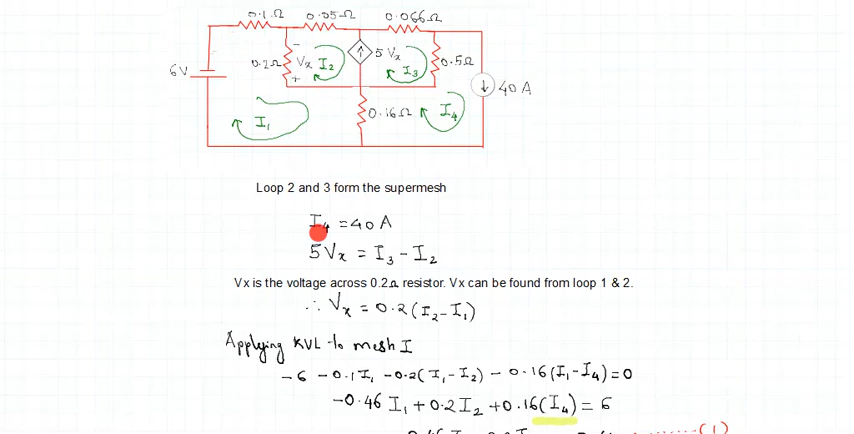 0.1Ω 0.05Ω 0.066Ω
6V 0.2Ω − Vx + I2 5 Vx I3 0.5Ω 40 A
I1 0.16Ω I4
Loop 2 and 3 form the supermesh
I4 = 40 A
5Vx = I3 - I2
Vx is the voltage across 0.2Ω resistor. Vx can be found from loop 1 & 2.
∴ Vx = 0.2(I2-I1)
Applying KVL to mesh I
-6 -0.1I1 -0.2(I1-I2) - 0.16(I1-I4)=0
-0.46 I1 + 0.2I2 +0.16(I4) = 6
......(1)